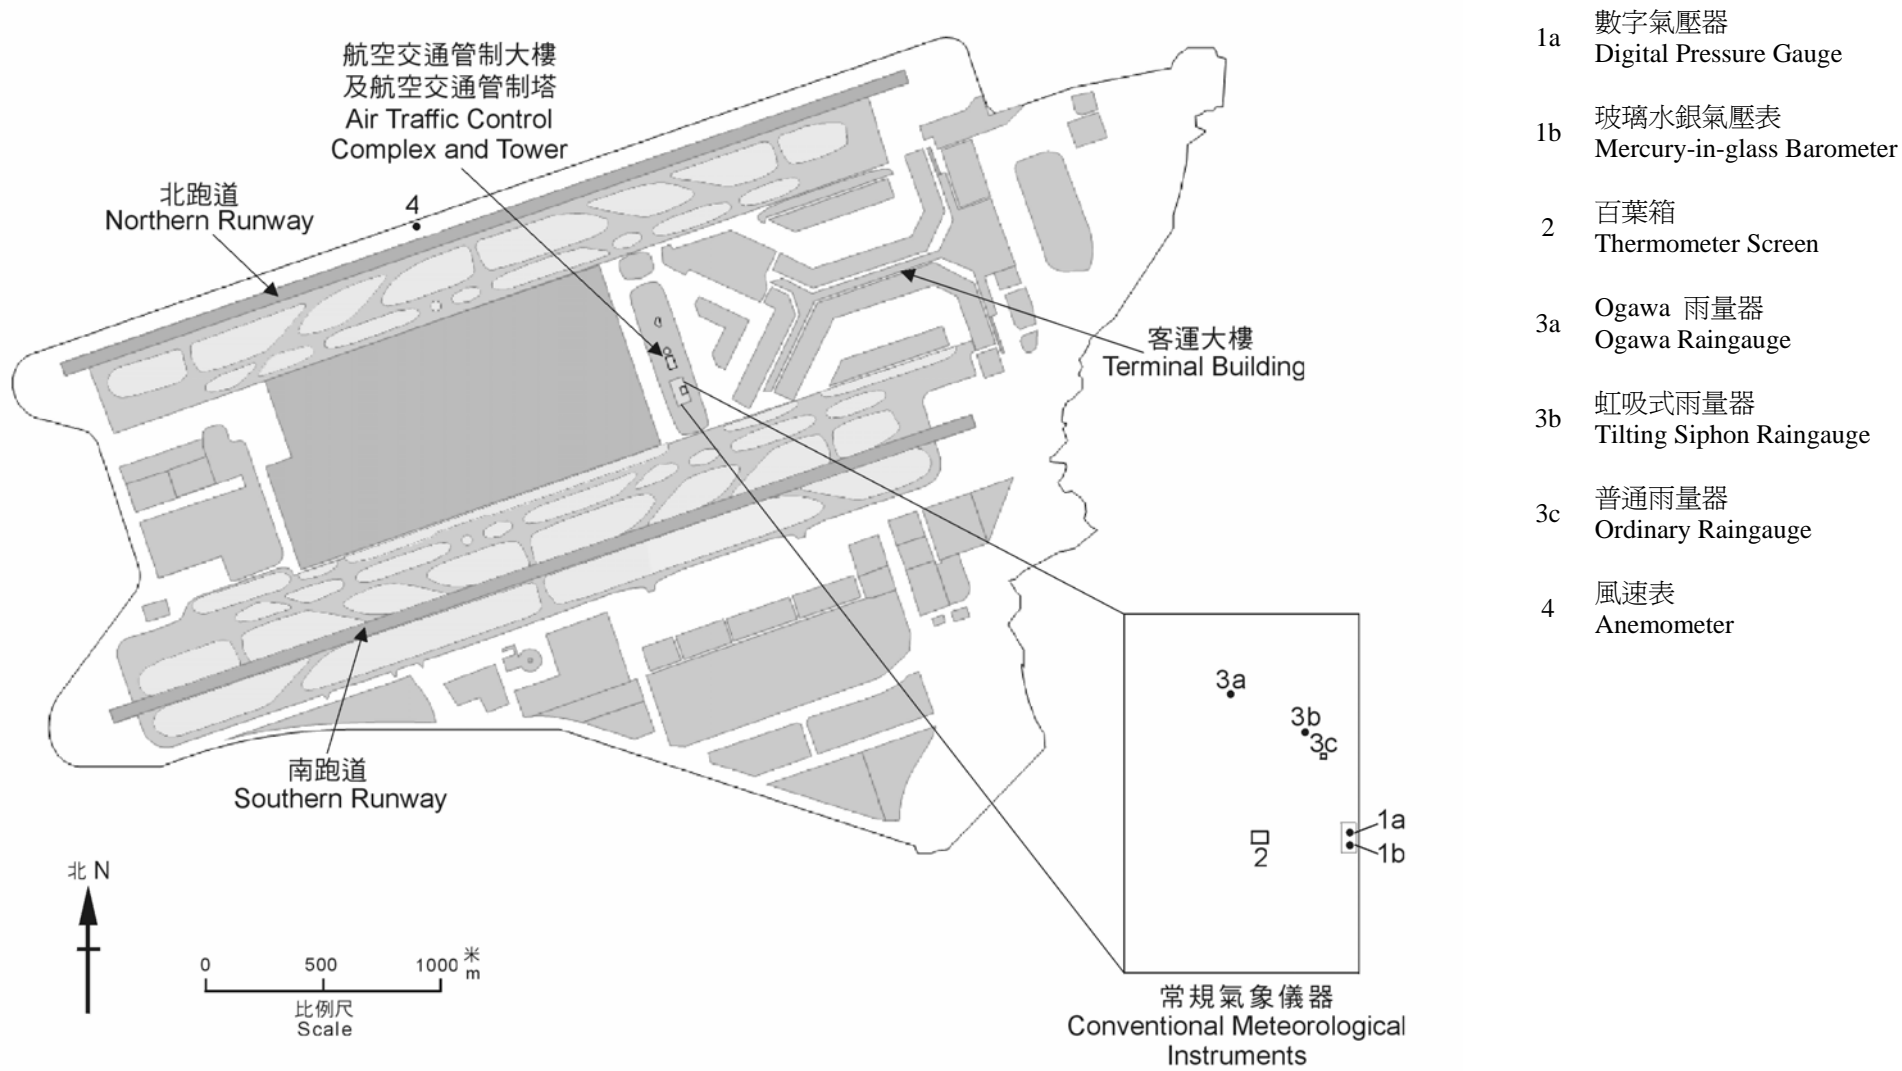 航空交通管制大樓
及航空交通管制塔
Air Traffic Control
Complex and Tower
北跑道
Northern Runway
4
客運大樓
Terminal Building
南跑道
Southern Runway
3a
3b
3c
1a
1b
2
常規氣象儀器
Conventional Meteorological
Instruments
北 N
0 500 1000 米
m
比例尺
Scale
1a 數字氣壓器
Digital Pressure Gauge
1b 玻璃水銀氣壓表
Mercury-in-glass Barometer
2 百葉箱
Thermometer Screen
3a Ogawa 雨量器
Ogawa Raingauge
3b 虹吸式雨量器
Tilting Siphon Raingauge
3c 普通雨量器
Ordinary Raingauge
4 風速表
Anemometer